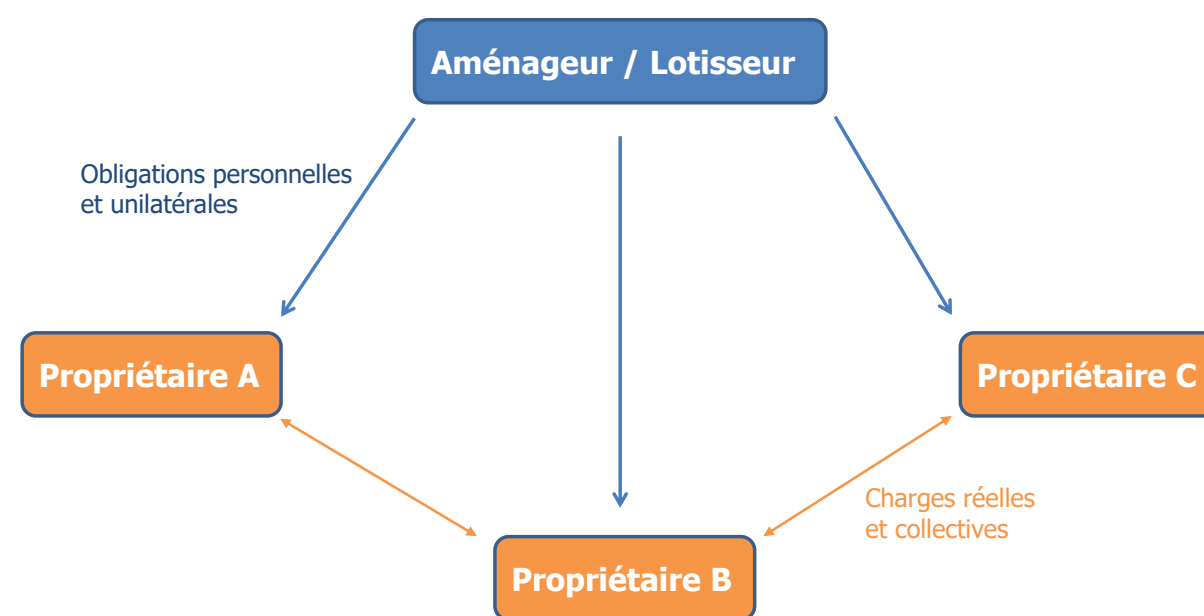 Aménageur / Lotisseur
Obligations personnelles
et unilatérales
Propriétaire A
Propriétaire C
Charges réelles
et collectives
Propriétaire B